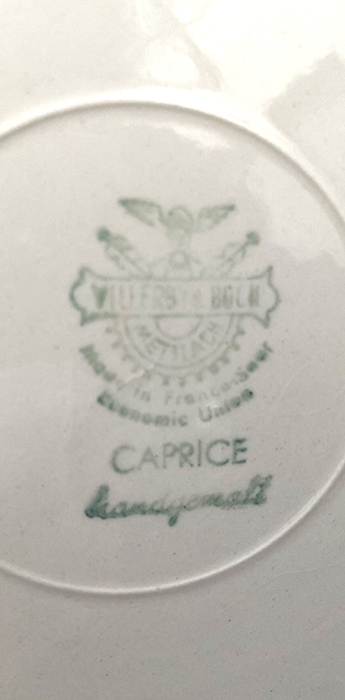 VILLEROY & BOCH
METTLACH
Made in France-Saar
Economic Union
CAPRICE
handgemalt